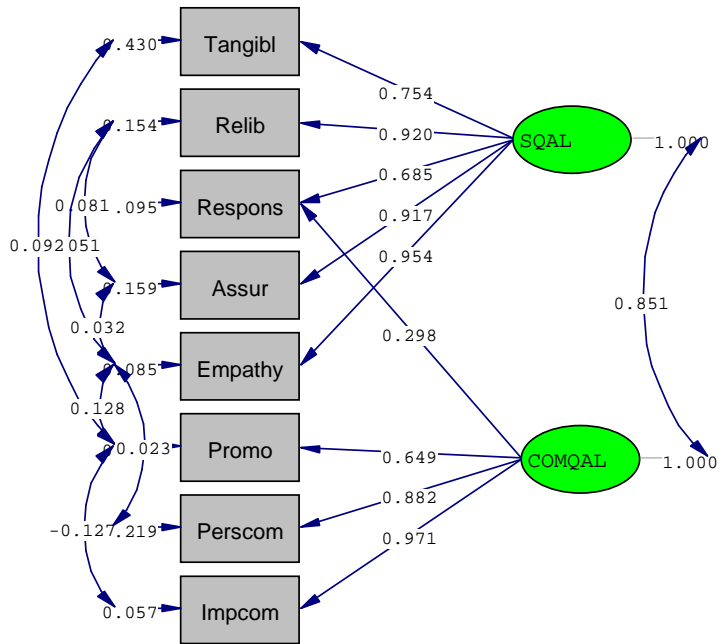 0.430
Tangibl
0.754
0.154
Relib
0.920
SQAL
1.000
0.685
0.081
.095
Respons
0.917
0.092
051
0.954
0.159
Assur
0.851
0.032
0.298
0.085
Empathy
0.128
0.023
Promo
0.649
COMQAL
1.000
0.882
-0.127
.219
Perscom
0.971
0.057
Impcom